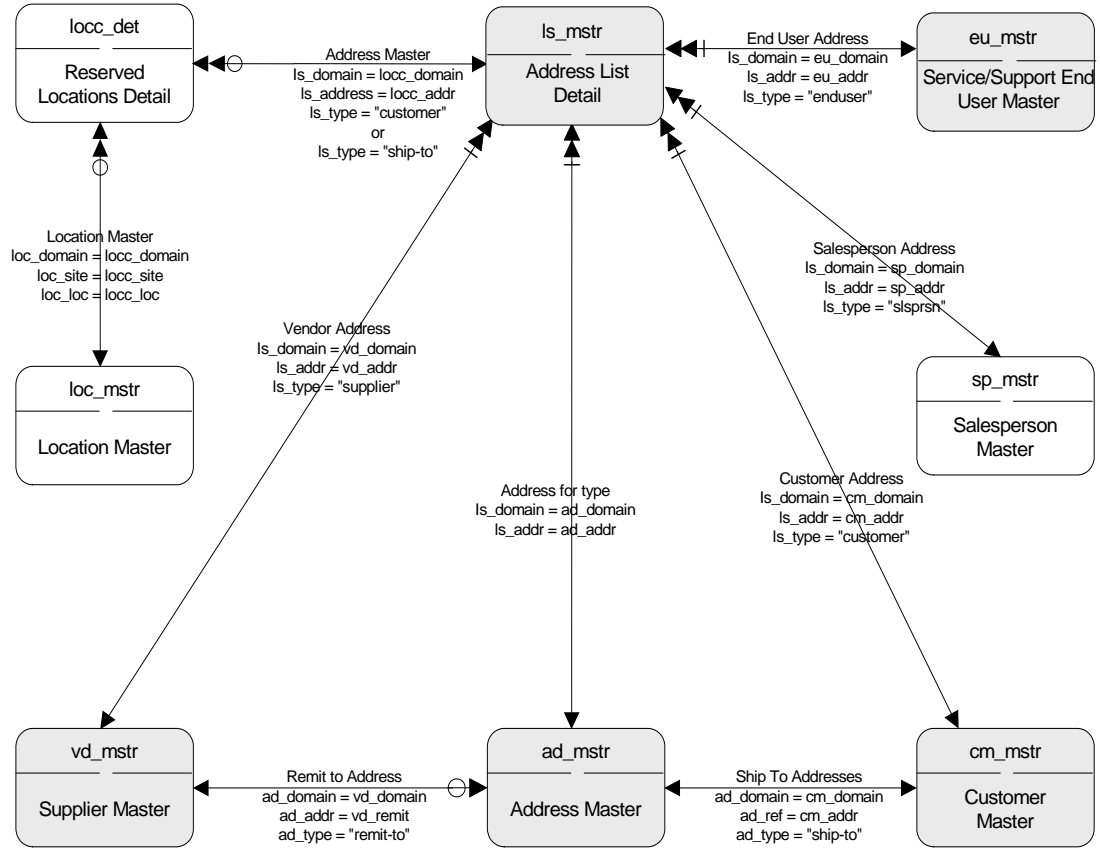 locc_det
Reserved
Locations Detail
Address Master
ls_domain = locc_domain
ls_address = locc_addr
ls_type = "customer"
or
ls_type = "ship-to"
ls_mstr
Address List
Detail
End User Address
ls_domain = eu_domain
ls_addr = eu_addr
ls_type = "enduser"
eu_mstr
Service/Support End
User Master
Location Master
loc_domain = locc_domain
loc_site = locc_site
loc_loc = locc_loc
Salesperson Address
ls_domain = sp_domain
ls_addr = sp_addr
ls_type = "slsprsn"
Vendor Address
ls_domain = vd_domain
ls_addr = vd_addr
ls_type = "supplier"
loc_mstr
Location Master
sp_mstr
Salesperson
Master
Address for type
ls_domain = ad_domain
ls_addr = ad_addr
Customer Address
ls_domain = cm_domain
ls_addr = cm_addr
ls_type = "customer"
vd_mstr
Supplier Master
Remit to Address
ad_domain = vd_domain
ad_addr = vd_remit
ad_type = "remit-to"
ad_mstr
Address Master
Ship To Addresses
ad_domain = cm_domain
ad_ref = cm_addr
ad_type = "ship-to"
cm_mstr
Customer
Master